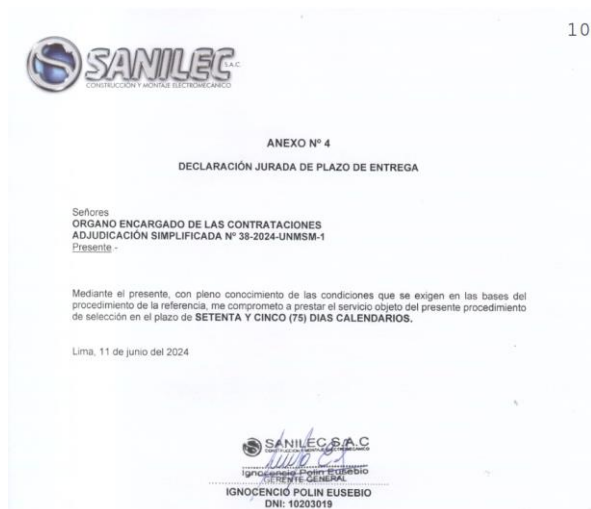 10
SANILEC S.A.C.
CONSTRUCCIÓN Y MONTAJE ELECTROMECANICO
ANEXO Nº 4
DECLARACIÓN JURADA DE PLAZO DE ENTREGA
Señores
ORGANO ENCARGADO DE LAS CONTRATACIONES
ADJUDICACIÓN SIMPLIFICADA Nº 38-2024-UNMSM-1
Presente.-
Mediante el presente, con pleno conocimiento de las condiciones que se exigen en las bases del
procedimiento de la referencia, me comprometo a prestar el servicio objeto del presente procedimiento
de selección en el plazo de SETENTA Y CINCO (75) DIAS CALENDARIOS.
Lima, 11 de junio del 2024
SANILEC S.A.C
CONSTRUCCIÓN Y MONTAJE ELECTROMECANICO
Ignocencio Polin Eusebio
GERENTE GENERAL
IGNOCENCIO POLIN EUSEBIO
DNI: 10203019